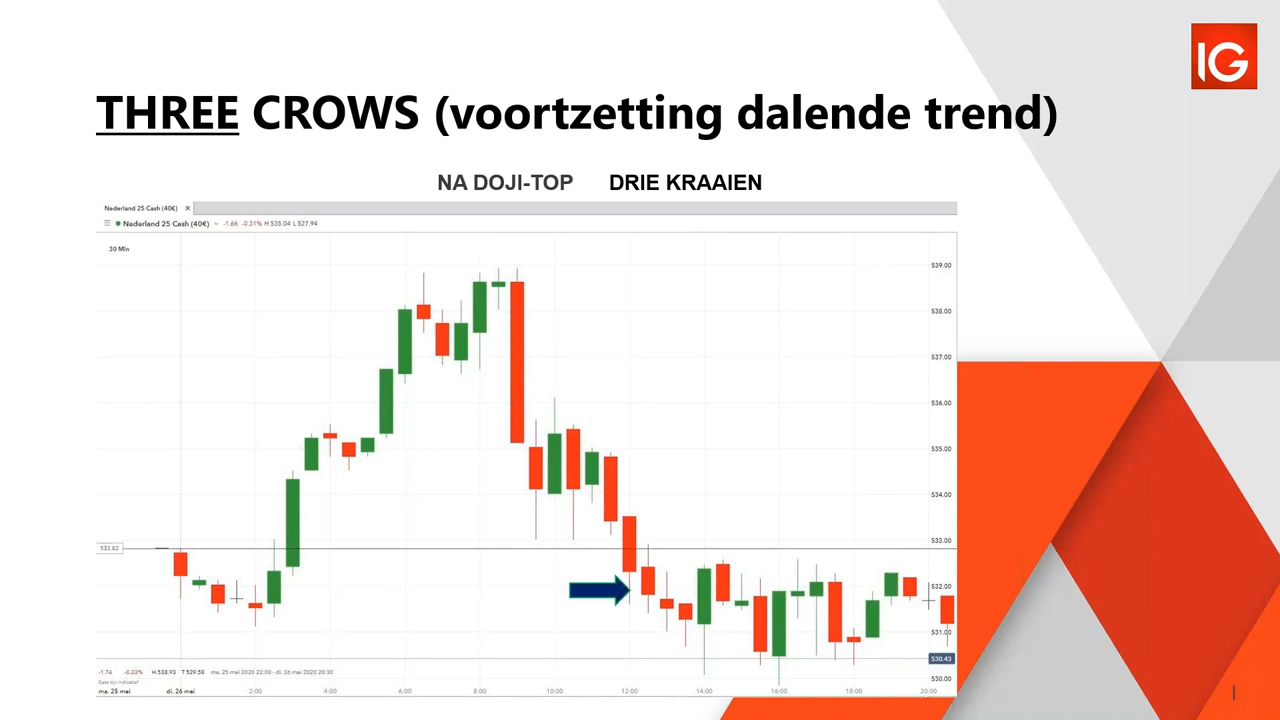 IG
THREE CROWS (voortzetting dalende trend)
NA DOJI-TOP DRIE KRAAIEN
Nederland 25 Cash (40€) ×
Nederland 25 Cash (40€) -1.66 -0.31% H 535.04 L 527.94
30 Min
539.00
538.00
537.00
536.00
535.00
534.00
533.00
532.82
532.00
531.00
530.43
530.00
-1.74 -0.33% H 538.93 T 529.58 ma. 25 mei 2020 22:00 - di. 26 mei 2020 20:30
Data zijn indicatief
ma. 25 mei di. 26 mei 2:00 4:00 6:00 8:00 10:00 12:00 14:00 16:00 18:00 20:00